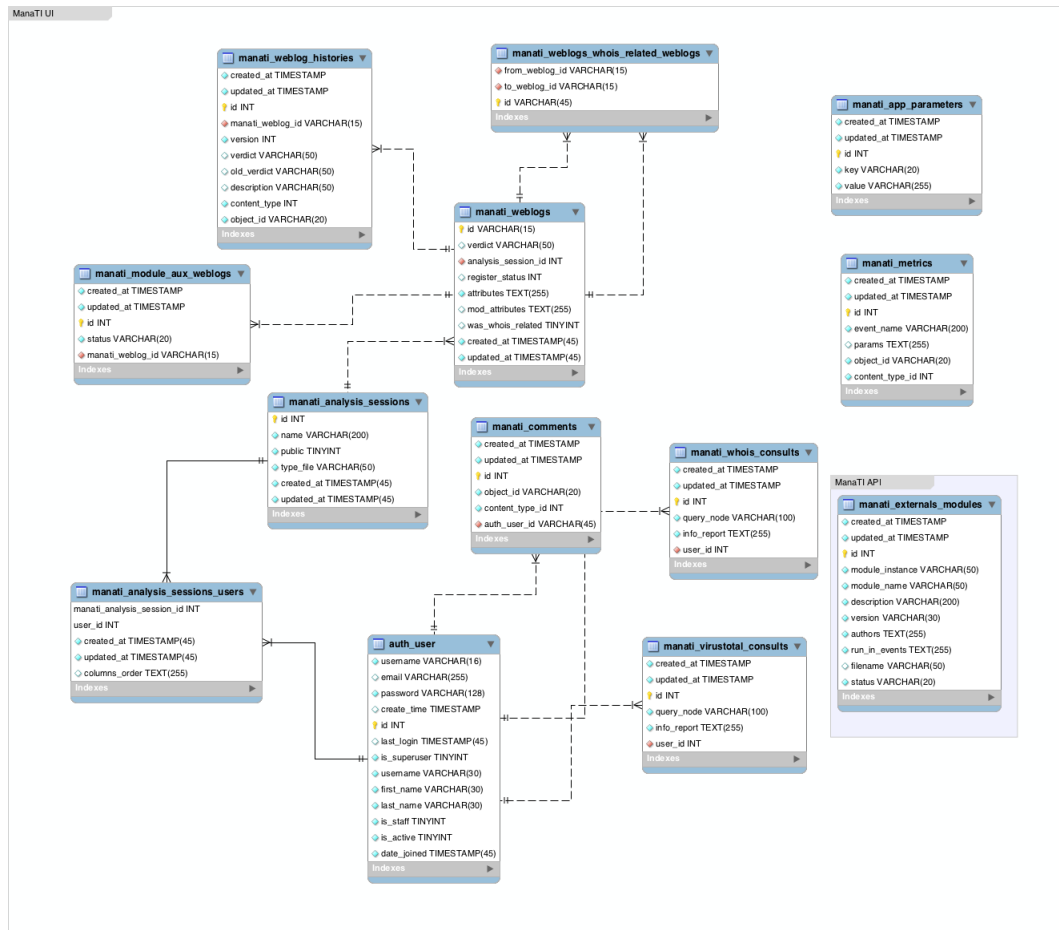 ManaTI UI
manati_weblog_histories
created_at TIMESTAMP
updated_at TIMESTAMP
id INT
manati_weblog_id VARCHAR(15)
version INT
verdict VARCHAR(50)
old_verdict VARCHAR(50)
description VARCHAR(50)
content_type INT
object_id VARCHAR(20)
Indexes
manati_weblogs_whois_related_weblogs
from_weblog_id VARCHAR(15)
to_weblog_id VARCHAR(15)
id VARCHAR(45)
Indexes
manati_app_parameters
created_at TIMESTAMP
updated_at TIMESTAMP
id INT
key VARCHAR(20)
value VARCHAR(255)
Indexes
manati_weblogs
id VARCHAR(15)
verdict VARCHAR(50)
analysis_session_id INT
register_status INT
attributes TEXT(255)
mod_attributes TEXT(255)
was_whois_related TINYINT
created_at TIMESTAMP(45)
updated_at TIMESTAMP(45)
Indexes
manati_metrics
created_at TIMESTAMP
updated_at TIMESTAMP
id INT
event_name VARCHAR(200)
params TEXT(255)
object_id VARCHAR(20)
content_type_id INT
Indexes
manati_module_aux_weblogs
created_at TIMESTAMP
updated_at TIMESTAMP
id INT
status VARCHAR(20)
manati_weblog_id VARCHAR(15)
Indexes
manati_analysis_sessions
id INT
name VARCHAR(200)
public TINYINT
type_file VARCHAR(50)
created_at TIMESTAMP(45)
updated_at TIMESTAMP(45)
Indexes
manati_comments
created_at TIMESTAMP
updated_at TIMESTAMP
id INT
object_id VARCHAR(20)
content_type_id INT
auth_user_id VARCHAR(45)
Indexes
manati_whois_consults
created_at TIMESTAMP
updated_at TIMESTAMP
id INT
query_node VARCHAR(100)
info_report TEXT(255)
user_id INT
Indexes
ManaTI API
manati_externals_modules
created_at TIMESTAMP
updated_at TIMESTAMP
id INT
module_instance VARCHAR(50)
module_name VARCHAR(50)
description VARCHAR(200)
version VARCHAR(30)
authors TEXT(255)
run_in_events TEXT(255)
filename VARCHAR(50)
status VARCHAR(20)
Indexes
manati_analysis_sessions_users
manati_analysis_session_id INT
user_id INT
created_at TIMESTAMP(45)
updated_at TIMESTAMP(45)
columns_order TEXT(255)
Indexes
auth_user
username VARCHAR(16)
email VARCHAR(255)
password VARCHAR(128)
create_time TIMESTAMP
id INT
last_login TIMESTAMP(45)
is_superuser TINYINT
username VARCHAR(30)
first_name VARCHAR(30)
last_name VARCHAR(30)
is_staff TINYINT
is_active TINYINT
date_joined TIMESTAMP(45)
Indexes
manati_virustotal_consults
created_at TIMESTAMP
updated_at TIMESTAMP
id INT
query_node VARCHAR(100)
info_report TEXT(255)
user_id INT
Indexes